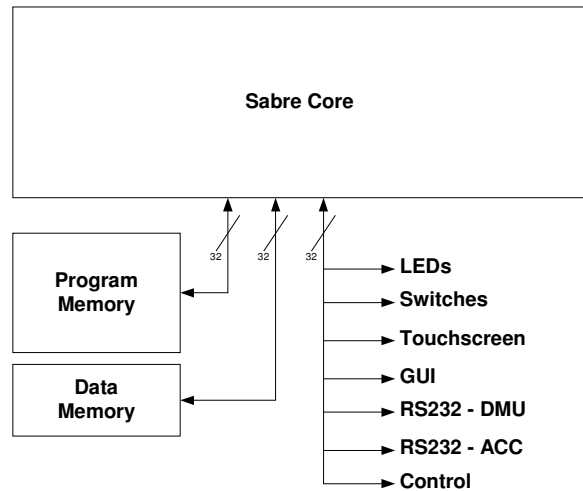 Sabre Core
32
32
32
Program
Memory
Data
Memory
LEDs
Switches
Touchscreen
GUI
RS232 - DMU
RS232 - ACC
Control